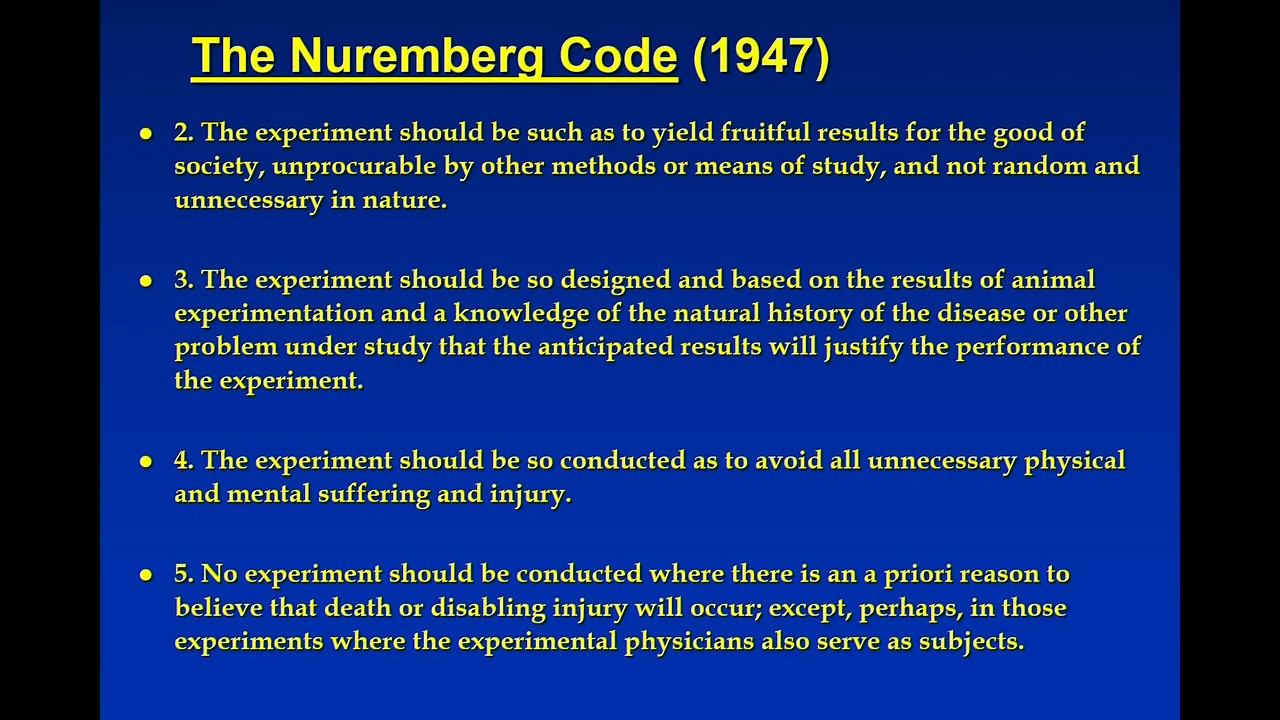 The Nuremberg Code (1947)
● 2. The experiment should be such as to yield fruitful results for the good of
society, unprocurable by other methods or means of study, and not random and
unnecessary in nature.
● 3. The experiment should be so designed and based on the results of animal
experimentation and a knowledge of the natural history of the disease or other
problem under study that the anticipated results will justify the performance of
the experiment.
● 4. The experiment should be so conducted as to avoid all unnecessary physical
and mental suffering and injury.
● 5. No experiment should be conducted where there is an a priori reason to
believe that death or disabling injury will occur; except, perhaps, in those
experiments where the experimental physicians also serve as subjects.